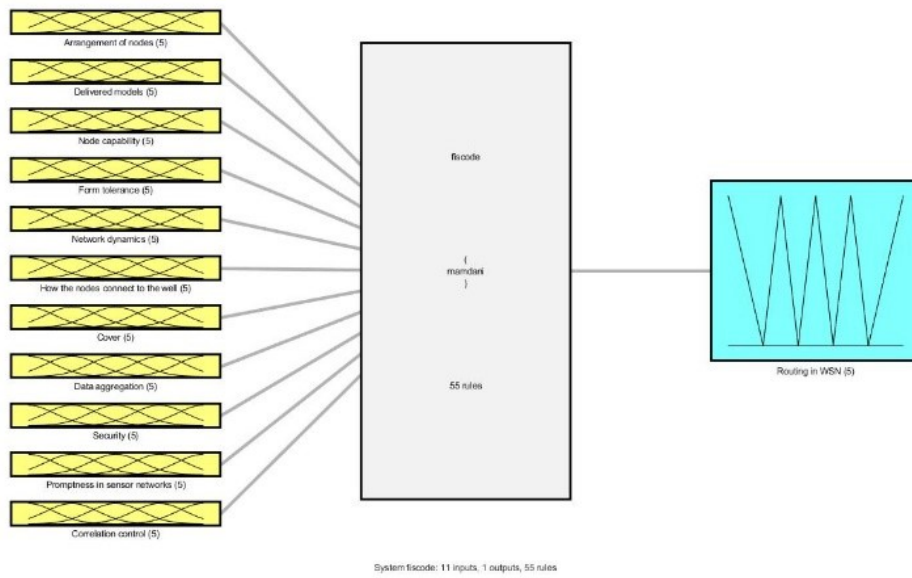 Arrangement of nodes (5)
Delivered models (5)
Node capability (5)
Form tolerance (5)
Network dynamics (5)
How the nodes connect to the well (5)
Cover (5)
Data aggregation (5)
Security (5)
Promptness in sensor networks (5)
Correlation control (5)
fiscode
(
mamdani
)
55 rules
Routing in WSN (5)
System fiscode: 11 inputs, 1 outputs, 55 rules